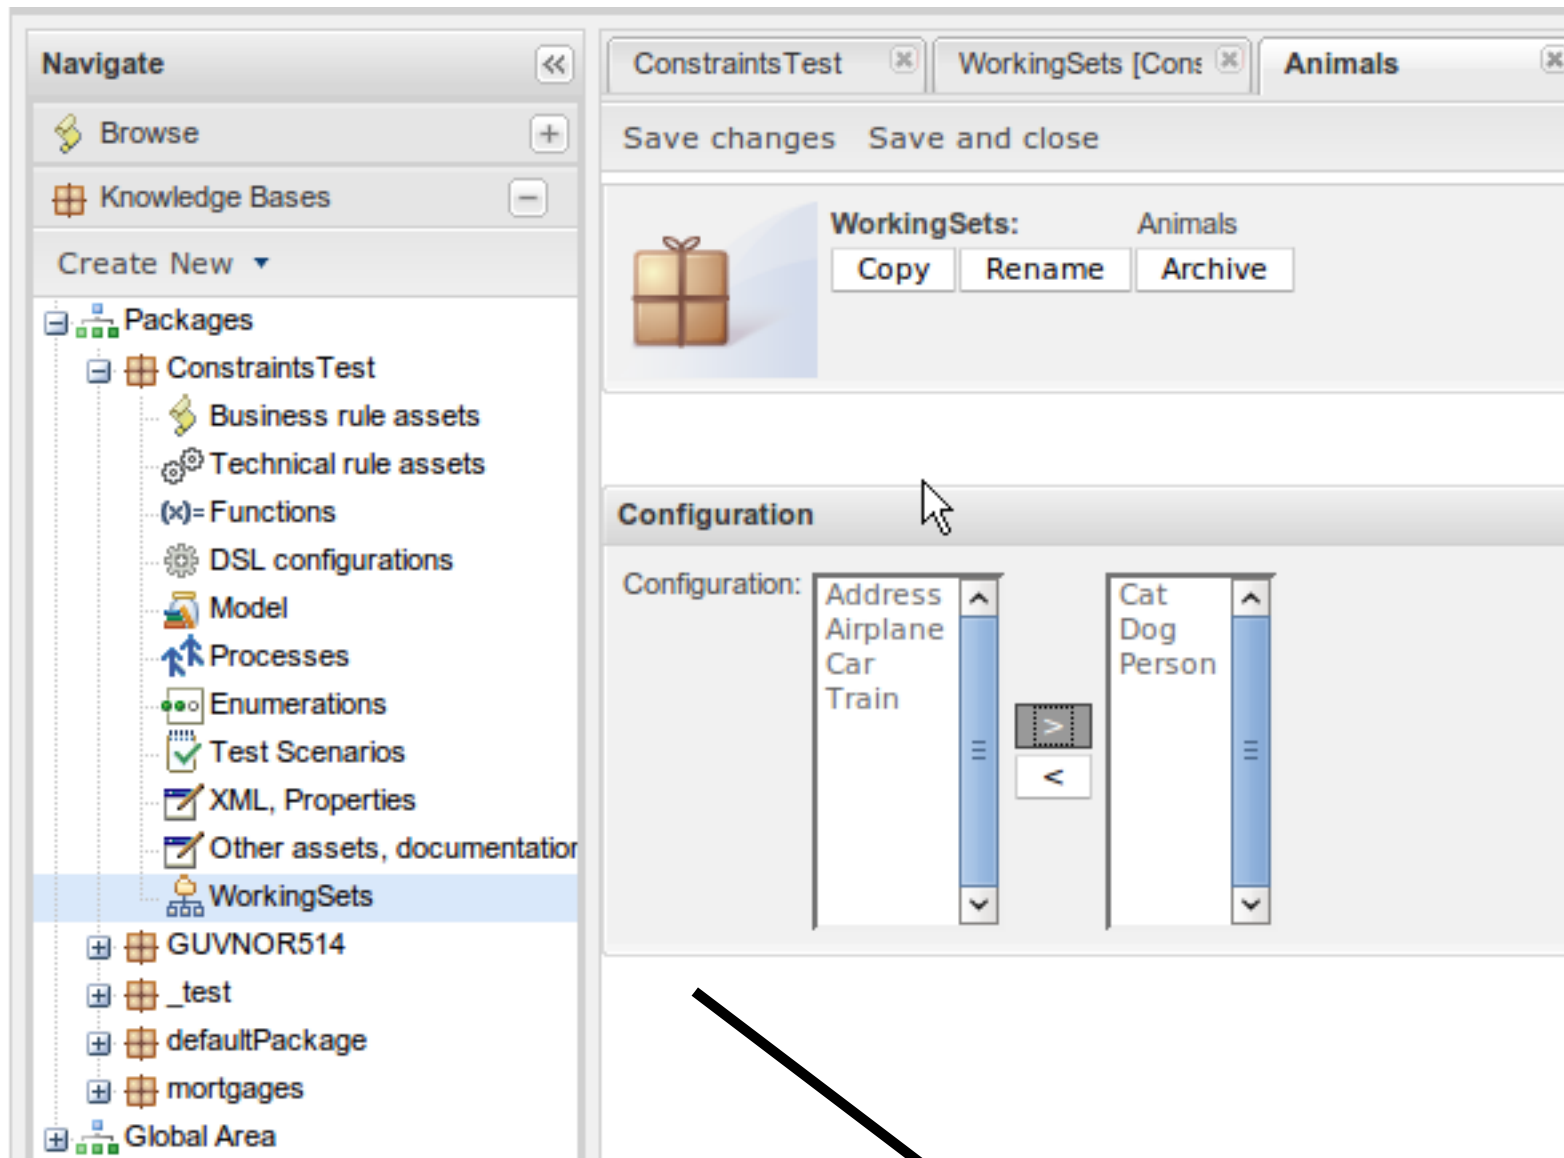 Navigate
Browse
Knowledge Bases
Create New
Packages
ConstraintsTest
Business rule assets
Technical rule assets
(x)= Functions
DSL configurations
Model
Processes
Enumerations
Test Scenarios
XML, Properties
Other assets, documentation
WorkingSets
GUVNOR514
_test
defaultPackage
mortgages
Global Area
ConstraintsTest
WorkingSets [Cons
Animals
Save changes Save and close
WorkingSets: Animals
Copy Rename Archive
Configuration
Configuration:
Address
Airplane
Car
Train
>
<
Cat
Dog
Person